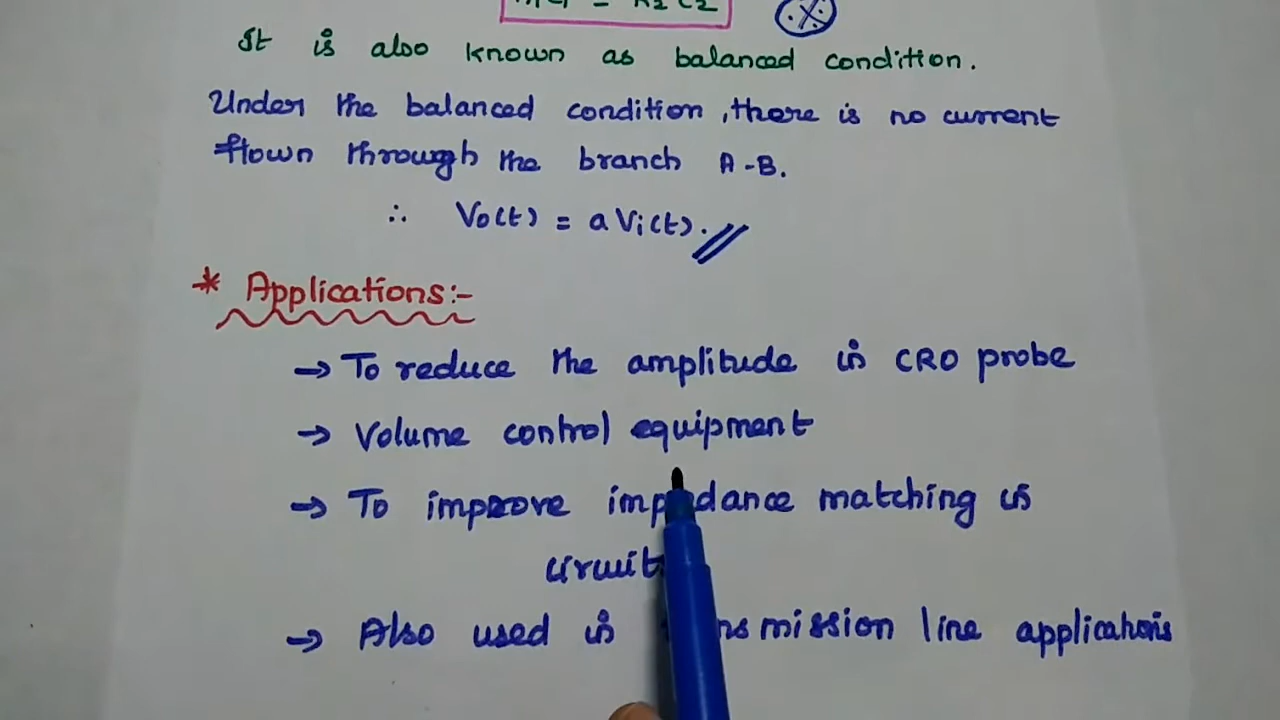 = R2C2
It is also known as balanced condition.
Under the balanced condition, there is no current
flown through the branch A-B.
∴ Vo(t) = a Vi(t).
* Applications:-
→ To reduce the amplitude in CRO probe
→ Volume control equipment
→ To improve impedance matching in
circuit
→ Also used in line applications